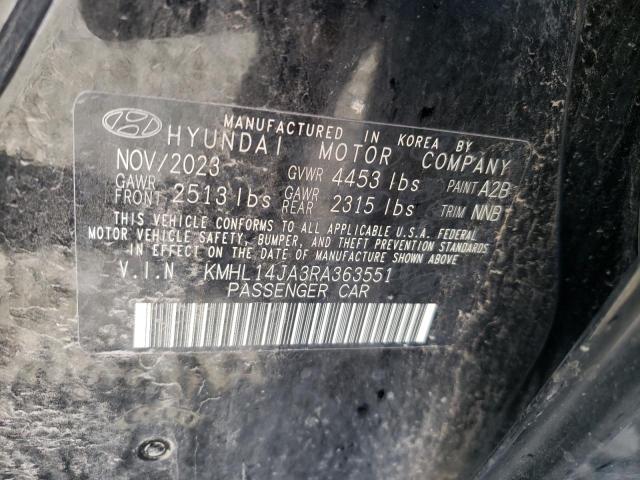 MANUFACTURED IN KOREA BY
HYUNDAI MOTOR COMPANY
NOV/2023 GVWR 4453 lbs PAINT A2B
GAWR FRONT 2513 lbs GAWR REAR 2315 lbs TRIM NNB
THIS VEHICLE CONFORMS TO ALL APPLICABLE U.S.A. FEDERAL
MOTOR VEHICLE SAFETY, BUMPER, AND THEFT PREVENTION STANDARDS
IN EFFECT ON THE DATE OF MANUFACTURE SHOWN ABOVE
V.I.N KMHL14JA3RA363551
PASSENGER CAR